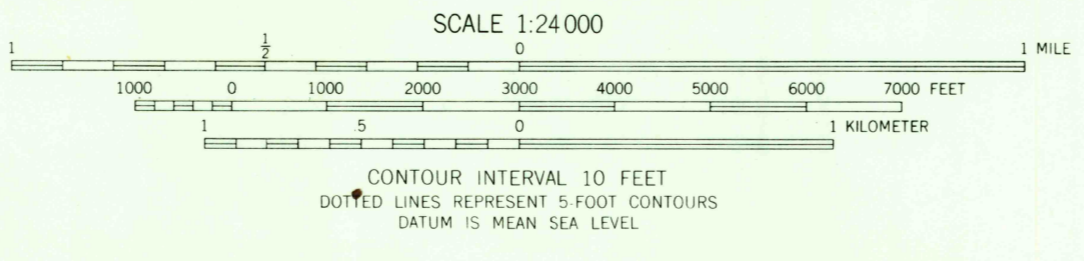 SCALE 1:24 000
1 1/2 0 1 MILE
1000 0 1000 2000 3000 4000 5000 6000 7000 FEET
1 .5 0 1 KILOMETER
CONTOUR INTERVAL 10 FEET
DOTTED LINES REPRESENT 5-FOOT CONTOURS
DATUM IS MEAN SEA LEVEL